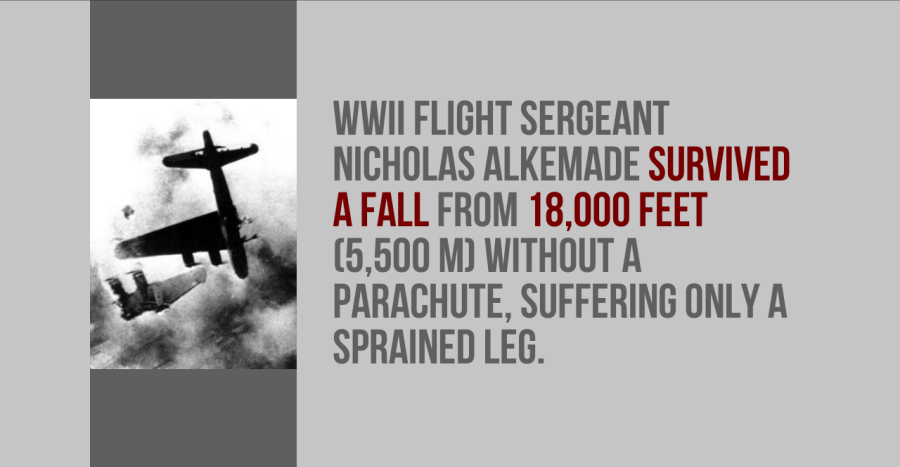 WWII FLIGHT SERGEANT
NICHOLAS ALKEMADE SURVIVED
A FALL FROM 18,000 FEET
(5,500 M) WITHOUT A
PARACHUTE, SUFFERING ONLY A
SPRAINED LEG.